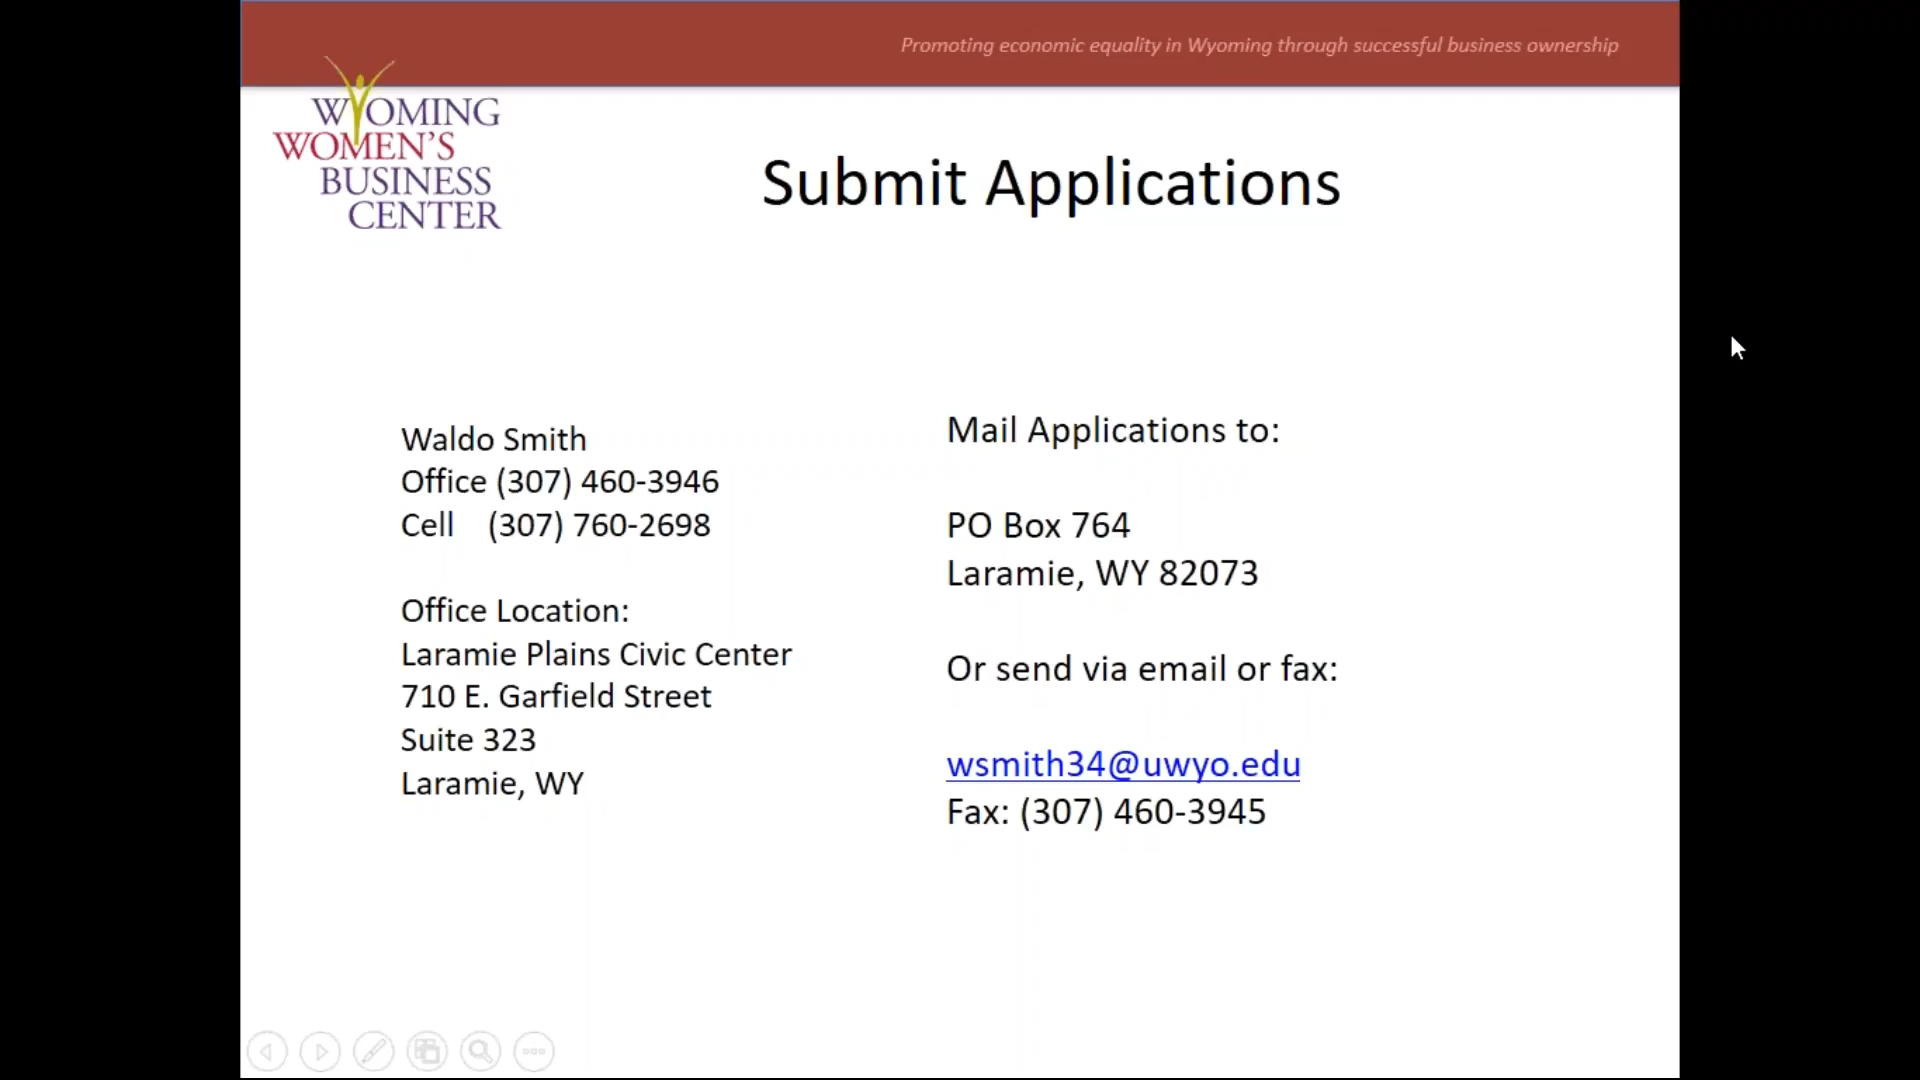 Promoting economic equality in Wyoming through successful business ownership
WYOMING
WOMEN'S
BUSINESS
CENTER
Submit Applications
Waldo Smith
Office (307) 460-3946
Cell (307) 760-2698
Office Location:
Laramie Plains Civic Center
710 E. Garfield Street
Suite 323
Laramie, WY
Mail Applications to:
PO Box 764
Laramie, WY 82073
Or send via email or fax:
wsmith34@uwyo.edu
Fax: (307) 460-3945